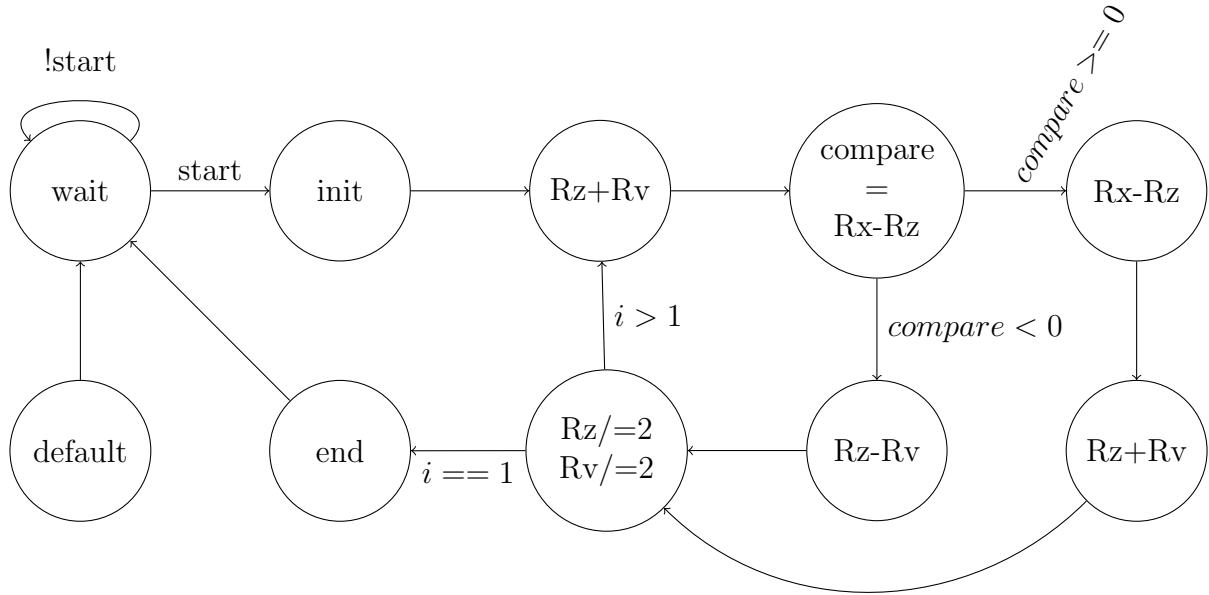 !start
compare >= 0
wait
start
init
Rz+Rv
compare
=
Rx-Rz
Rx-Rz
i > 1
compare < 0
default
end
i == 1
Rz/=2
Rv/=2
Rz-Rv
Rz+Rv